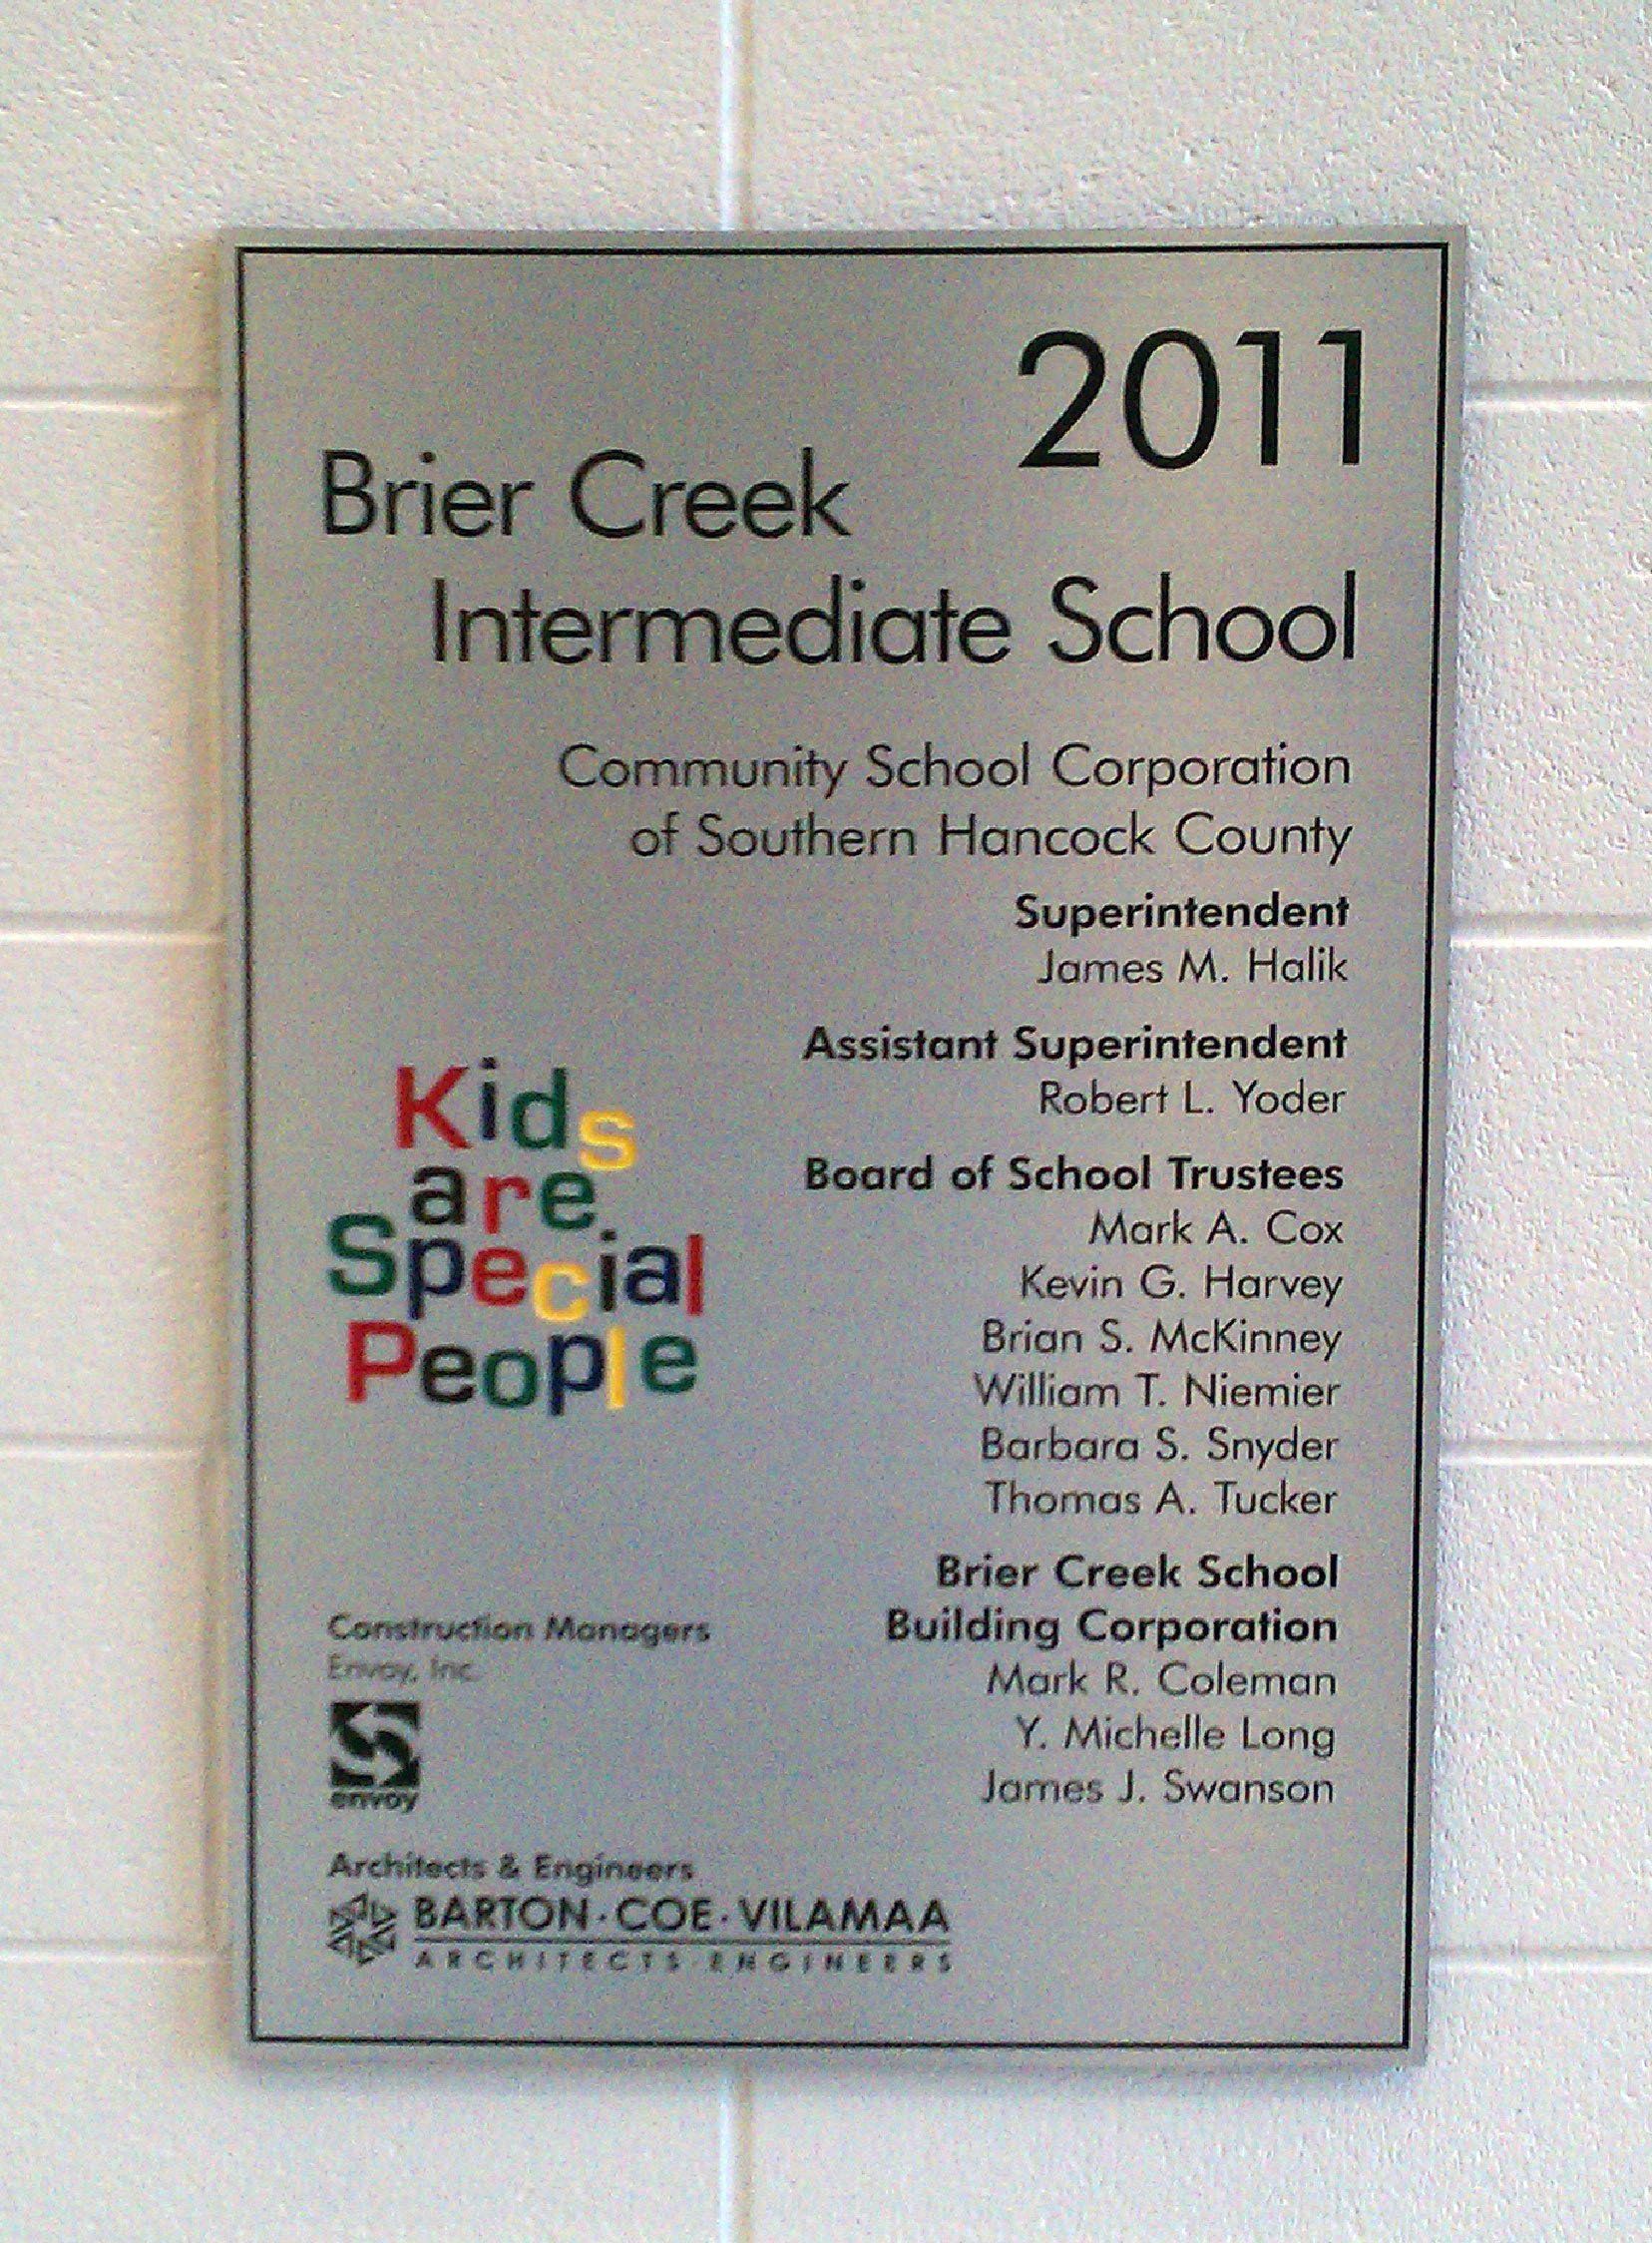 2011
Brier Creek
Intermediate School
Community School Corporation
of Southern Hancock County
Superintendent
James M. Halik
Assistant Superintendent
Robert L. Yoder
Board of School Trustees
Mark A. Cox
Kevin G. Harvey
Brian S. McKinney
William T. Niemier
Barbara S. Snyder
Thomas A. Tucker
Brier Creek School
Building Corporation
Mark R. Coleman
Y. Michelle Long
James J. Swanson
Kids
are
Special
People
Construction Managers
Envoy, Inc.
envoy
Architects & Engineers
BARTON·COE·VILAMAA
ARCHITECTS ENGINEERS